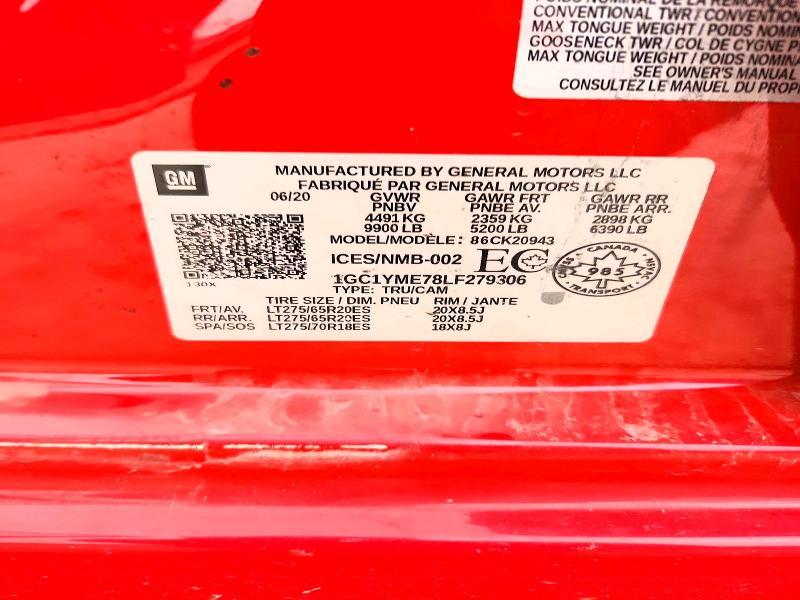 CONVENTIONAL TWR / CONVENTION
MAX TONGUE WEIGHT / POIDS NOMIN
GOOSENECK TWR / COL DE CYGNE P
MAX TONGUE WEIGHT / POIDS NOMINA
SEE OWNER'S MANUAL
CONSULTEZ LE MANUEL DU PROPR
GM
MANUFACTURED BY GENERAL MOTORS LLC
FABRIQUÉ PAR GENERAL MOTORS LLC
06/20 GVWR GAWR FRT GAWR RR
PNBV PNBE AV. PNBE ARR.
4491 KG 2359 KG 2898 KG
9900 LB 5200 LB 6390 LB
MODEL/MODÈLE: 86CK20943
ICES/NMB-002 EC
CANADA
985
TRANSPORT
130X
1GC1YME78LF279306
TYPE: TRU/CAM
TIRE SIZE / DIM. PNEU RIM / JANTE
FRT/AV. LT275/65R20ES 20X8.5J
RR/ARR. LT275/65R20ES 20X8.5J
SPA/SOS LT275/70R18ES 18X8J